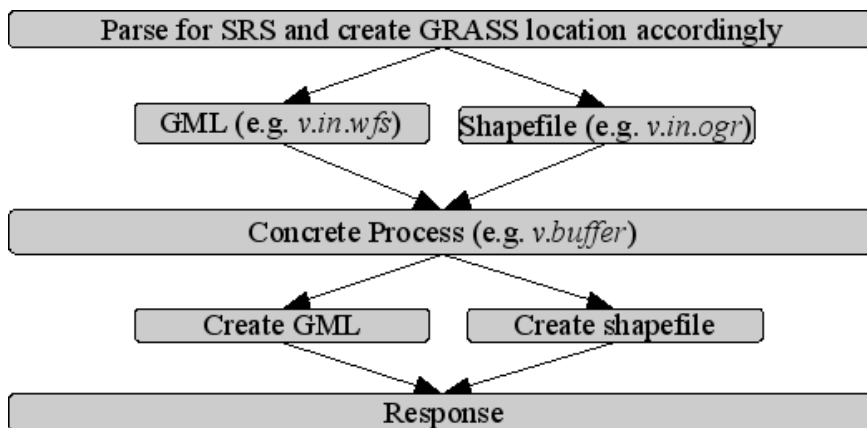 Parse for SRS and create GRASS location accordingly
GML (e.g. v.in.wfs)
Shapefile (e.g. v.in.ogr)
Concrete Process (e.g. v.buffer)
Create GML
Create shapefile
Response